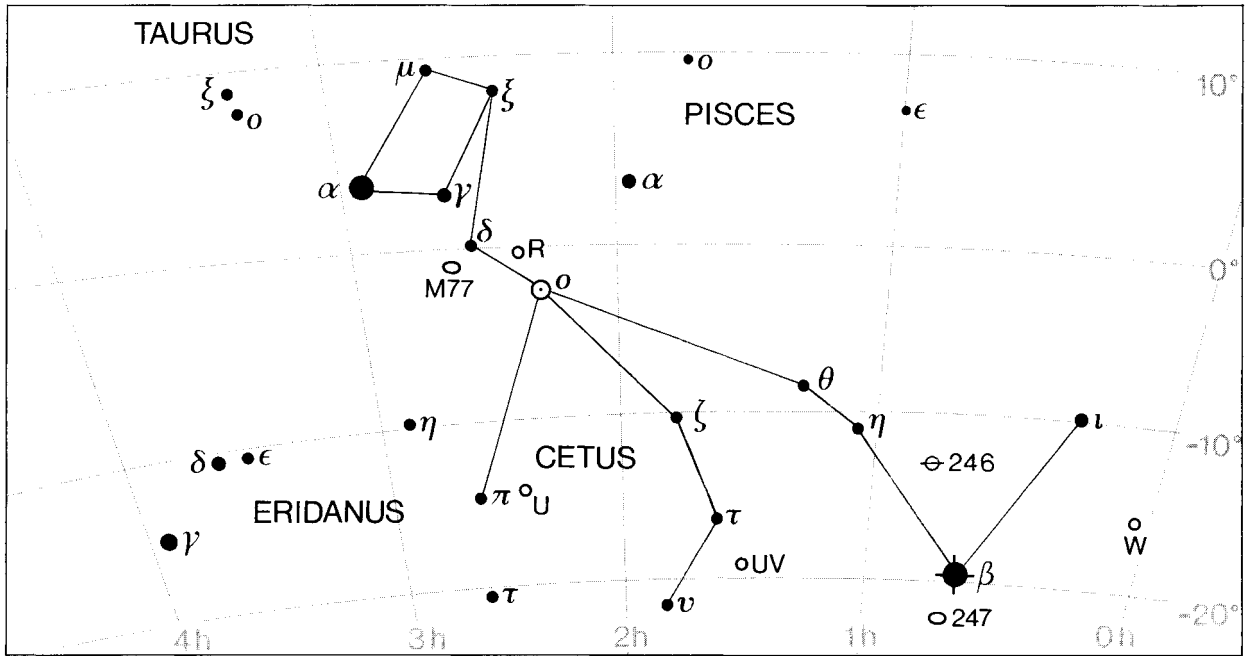 TAURUS
μ
ο
10°
ξ
ξ
ο
PISCES
ε
α
γ
α
δ
R
0°
M77
ο
θ
ζ
η
ι
η
-10°
δ
ε
CETUS
246
π
U
ERIDANUS
τ
W
γ
UV
β
τ
υ
247
-20°
4h
3h
2h
1h
0h